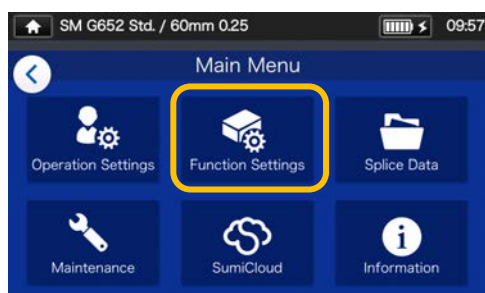 SM G652 Std. / 60mm 0.25 09:57
Main Menu
Operation Settings Function Settings Splice Data
Maintenance SumiCloud Information